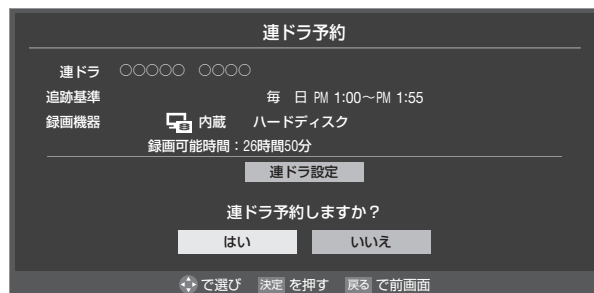 連ドラ予約
連ドラ ○○○○○ ○○○○
追跡基準 毎 日 PM 1:00～PM 1:55
録画機器 内蔵 ハードディスク
録画可能時間：26時間50分
連ドラ設定
連ドラ予約しますか？
はい いいえ
で選び 決定 を押す 戻る で前画面